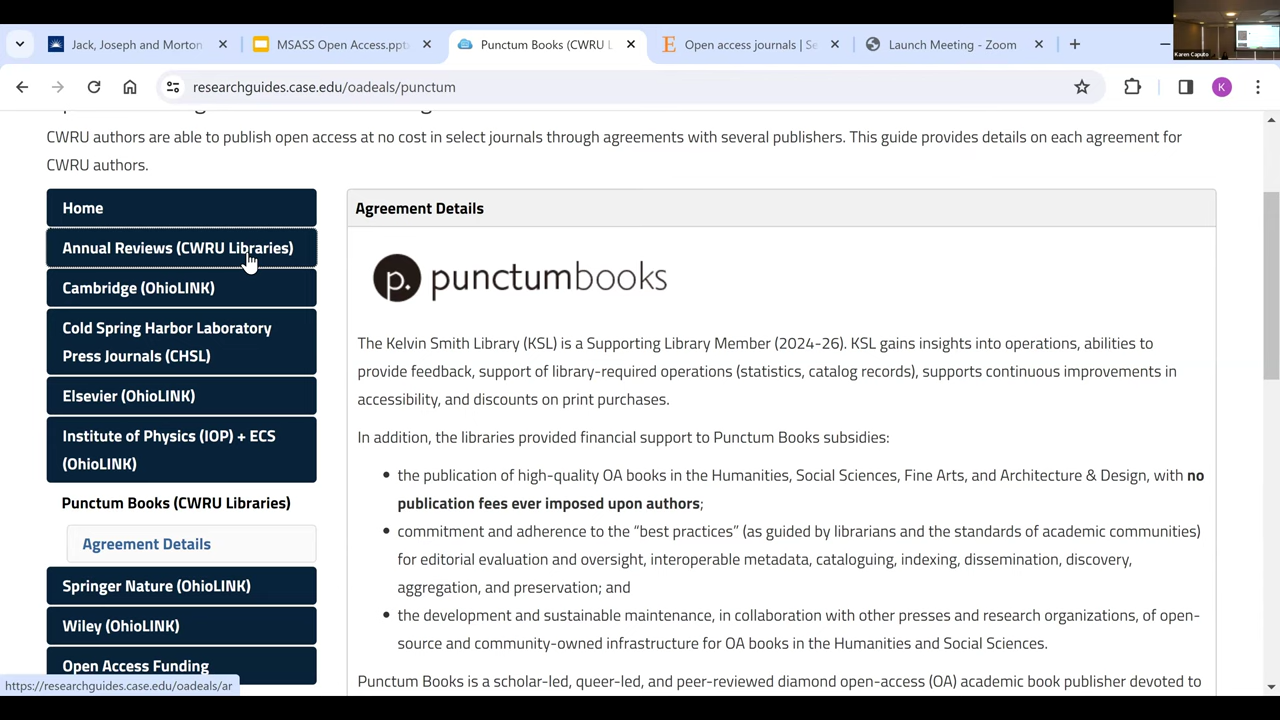 Jack, Joseph and Morton
MSASS Open Access.ppt
Punctum Books (CWRU L
Open access journals | Se
Launch Meeting - Zoom
Karen Caputo
researchguides.case.edu/oadeals/punctum
K
CWRU authors are able to publish open access at no cost in select journals through agreements with several publishers. This guide provides details on each agreement for
CWRU authors.
Home
Annual Reviews (CWRU Libraries)
Cambridge (OhioLINK)
Cold Spring Harbor Laboratory
Press Journals (CHSL)
Elsevier (OhioLINK)
Institute of Physics (IOP) + ECS
(OhioLINK)
Punctum Books (CWRU Libraries)
Agreement Details
Springer Nature (OhioLINK)
Wiley (OhioLINK)
Open Access Funding
https://researchguides.case.edu/oadeals/ar
Agreement Details
p. punctumbooks
The Kelvin Smith Library (KSL) is a Supporting Library Member (2024-26). KSL gains insights into operations, abilities to
provide feedback, support of library-required operations (statistics, catalog records), supports continuous improvements in
accessibility, and discounts on print purchases.
In addition, the libraries provided financial support to Punctum Books subsidies:
• the publication of high-quality OA books in the Humanities, Social Sciences, Fine Arts, and Architecture & Design, with no
publication fees ever imposed upon authors;
• commitment and adherence to the “best practices” (as guided by librarians and the standards of academic communities)
for editorial evaluation and oversight, interoperable metadata, cataloguing, indexing, dissemination, discovery,
aggregation, and preservation; and
• the development and sustainable maintenance, in collaboration with other presses and research organizations, of open-
source and community-owned infrastructure for OA books in the Humanities and Social Sciences.
Punctum Books is a scholar-led, queer-led, and peer-reviewed diamond open-access (OA) academic book publisher devoted to